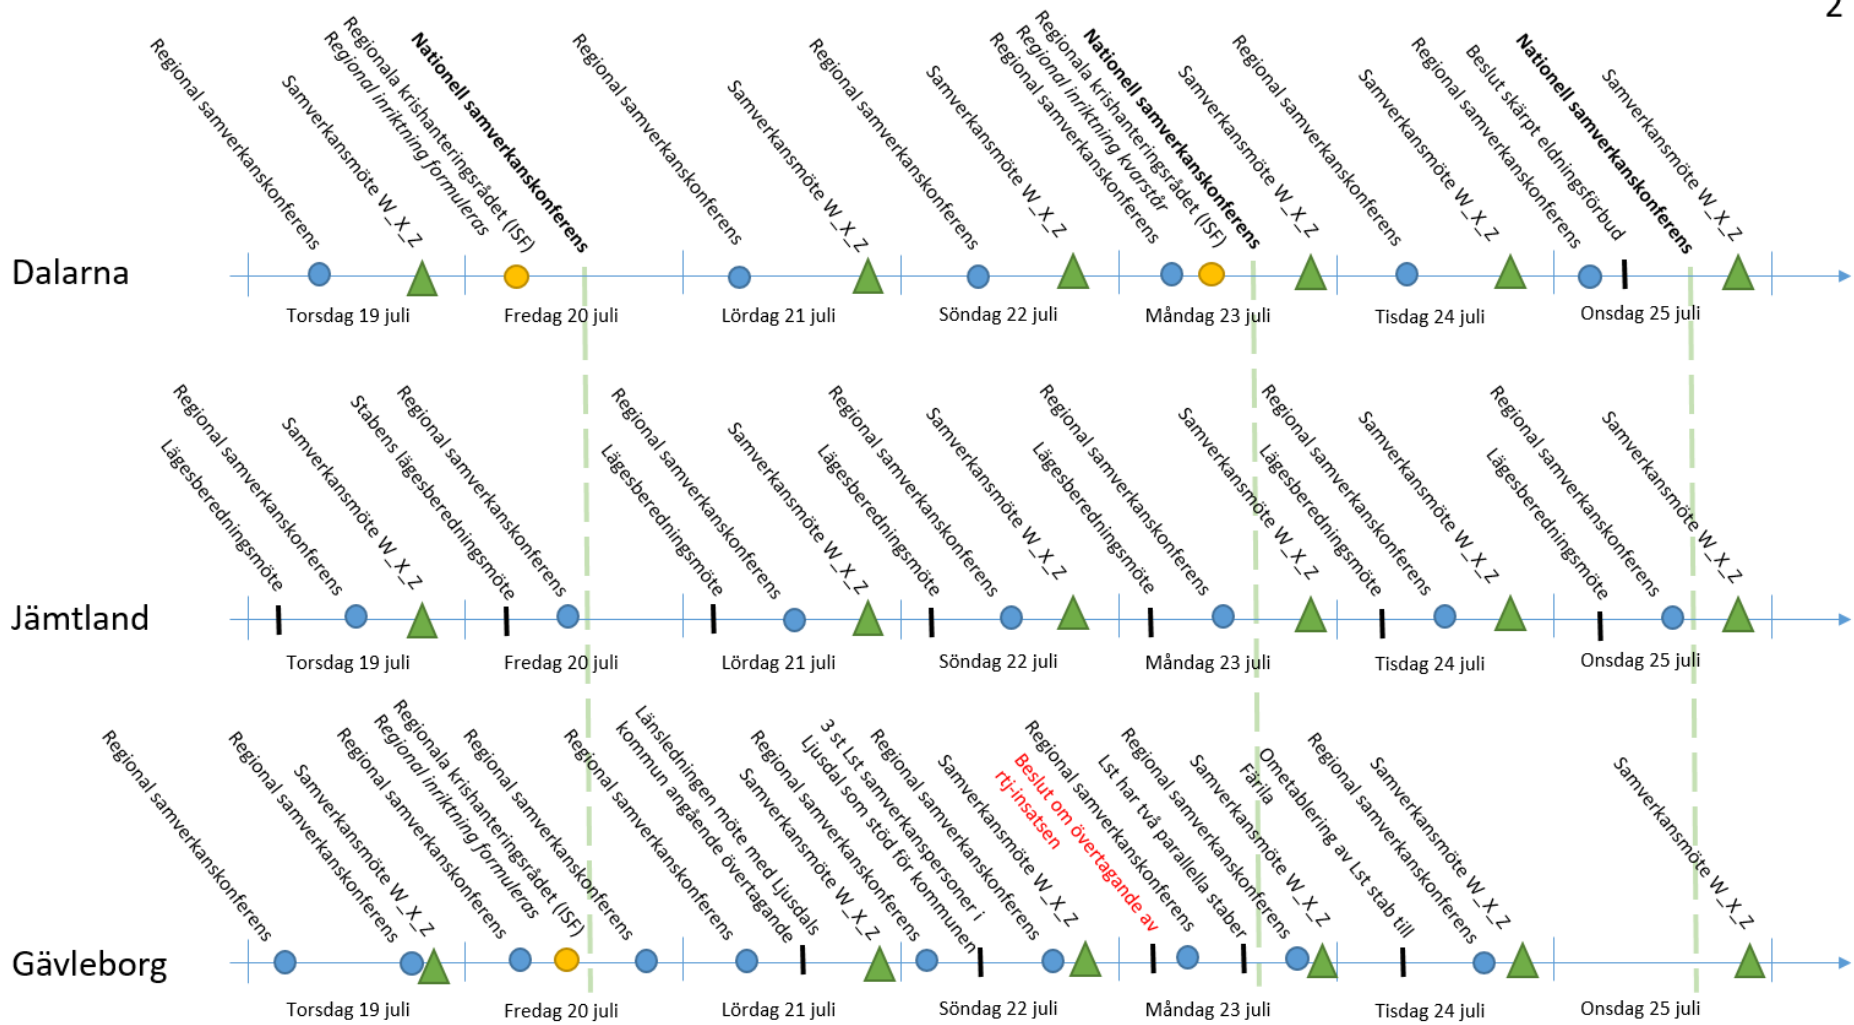 2
Regional samverkanskonferens
Samverkansmöte W_X_Z
Regional inriktning formuleras
Regionala krishanteringsrådet (ISF)
Nationell samverkanskonferens
Regional samverkanskonferens
Samverkansmöte W_X_Z
Regional samverkanskonferens
Samverkansmöte W_X_Z
Regional samverkanskonferens
Regional inriktning kvarstår
Regionala krishanteringsrådet (ISF)
Nationell samverkanskonferens
Samverkansmöte W_X_Z
Regional samverkanskonferens
Samverkansmöte W_X_Z
Regional samverkanskonferens
Beslut skärpt eldningsförbud
Nationell samverkanskonferens
Samverkansmöte W_X_Z
Dalarna
Torsdag 19 juli
Fredag 20 juli
Lördag 21 juli
Söndag 22 juli
Måndag 23 juli
Tisdag 24 juli
Onsdag 25 juli
Lägesberedningsmöte
Regional samverkanskonferens
Samverkansmöte W_X_Z
Stabens lägesberedningsmöte
Regional samverkanskonferens
Lägesberedningsmöte
Regional samverkanskonferens
Samverkansmöte W_X_Z
Lägesberedningsmöte
Regional samverkanskonferens
Samverkansmöte W_X_Z
Lägesberedningsmöte
Regional samverkanskonferens
Samverkansmöte W_X_Z
Lägesberedningsmöte
Regional samverkanskonferens
Samverkansmöte W_X_Z
Lägesberedningsmöte
Regional samverkanskonferens
Samverkansmöte W_X_Z
Jämtland
Torsdag 19 juli
Fredag 20 juli
Lördag 21 juli
Söndag 22 juli
Måndag 23 juli
Tisdag 24 juli
Onsdag 25 juli
Regional samverkanskonferens
Regional samverkanskonferens
Samverkansmöte W_X_Z
Regional samverkanskonferens
Regional inriktning formuleras
Regionala krishanteringsrådet (ISF)
Regional samverkanskonferens
Regional samverkanskonferens
Länsledningen möte med Ljusdals
kommun angående övertagande
Samverkansmöte W_X_Z
Regional samverkanskonferens
3 st Lst samverkanspersoner i
Ljusdal som stöd för kommunen
Regional samverkanskonferens
Samverkansmöte W_X_Z
Beslut om övertagande av
rtj-insatsen
Regional samverkanskonferens
Lst har två parallella staber
Regional samverkanskonferens
Samverkansmöte W_X_Z
Ometablering av Lst stab till
Färila
Regional samverkanskonferens
Samverkansmöte W_X_Z
Samverkansmöte W_X_Z
Gävleborg
Torsdag 19 juli
Fredag 20 juli
Lördag 21 juli
Söndag 22 juli
Måndag 23 juli
Tisdag 24 juli
Onsdag 25 juli